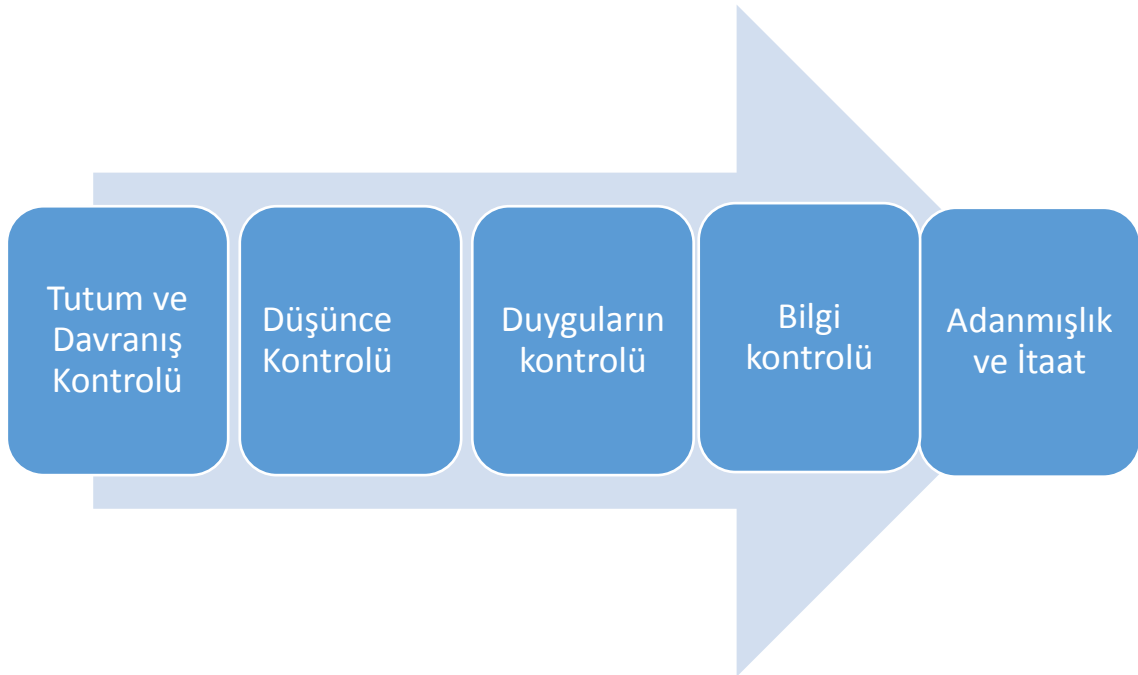 Tutum ve
Davranış
Kontrolü
Düşünce
Kontrolü
Duyguların
kontrolü
Bilgi
kontrolü
Adanmışlık
ve İtaat